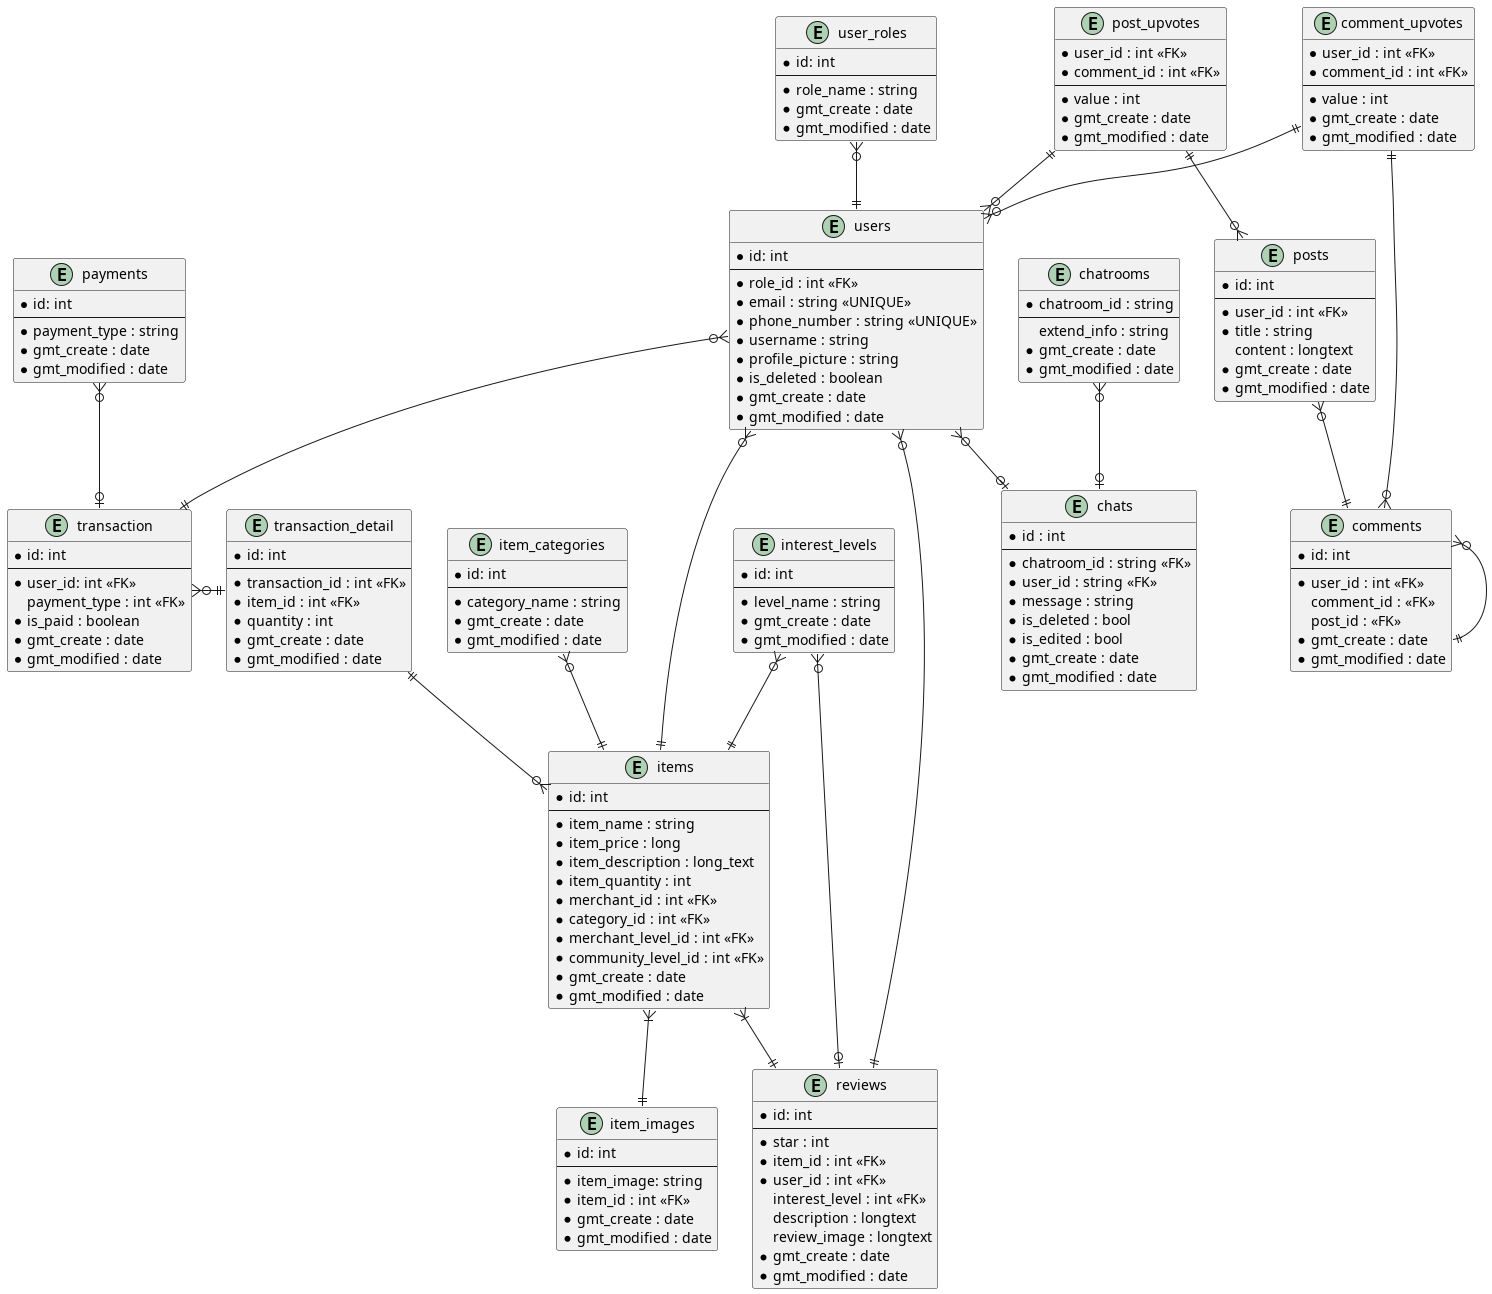 E user_roles
* id: int
* role_name : string
* gmt_create : date
* gmt_modified : date
E post_upvotes
* user_id : int «FK»
* comment_id : int «FK»
* value : int
* gmt_create : date
* gmt_modified : date
E comment_upvotes
* user_id : int «FK»
* comment_id : int «FK»
* value : int
* gmt_create : date
* gmt_modified : date
E payments
* id: int
* payment_type : string
* gmt_create : date
* gmt_modified : date
E users
* id: int
* role_id : int «FK»
* email : string «UNIQUE»
* phone_number : string «UNIQUE»
* username : string
* profile_picture : string
* is_deleted : boolean
* gmt_create : date
* gmt_modified : date
E chatrooms
* chatroom_id : string
extend_info : string
* gmt_create : date
* gmt_modified : date
E posts
* id: int
* user_id : int «FK»
* title : string
content : longtext
* gmt_create : date
* gmt_modified : date
E transaction
* id: int
* user_id: int «FK»
payment_type : int «FK»
* is_paid : boolean
* gmt_create : date
* gmt_modified : date
E transaction_detail
* id: int
* transaction_id : int «FK»
* item_id : int «FK»
* quantity : int
* gmt_create : date
* gmt_modified : date
E item_categories
* id: int
* category_name : string
* gmt_create : date
* gmt_modified : date
E interest_levels
* id: int
* level_name : string
* gmt_create : date
* gmt_modified : date
E chats
* id : int
* chatroom_id : string «FK»
* user_id : string «FK»
* message : string
* is_deleted : bool
* is_edited : bool
* gmt_create : date
* gmt_modified : date
E comments
* id: int
* user_id : int «FK»
comment_id : «FK»
post_id : «FK»
* gmt_create : date
* gmt_modified : date
E items
* id: int
* item_name : string
* item_price : long
* item_description : long_text
* item_quantity : int
* merchant_id : int «FK»
* category_id : int «FK»
* merchant_level_id : int «FK»
* community_level_id : int «FK»
* gmt_create : date
* gmt_modified : date
E item_images
* id: int
* item_image: string
* item_id : int «FK»
* gmt_create : date
* gmt_modified : date
E reviews
* id: int
* star : int
* item_id : int «FK»
* user_id : int «FK»
interest_level : int «FK»
description : longtext
review_image : longtext
* gmt_create : date
* gmt_modified : date